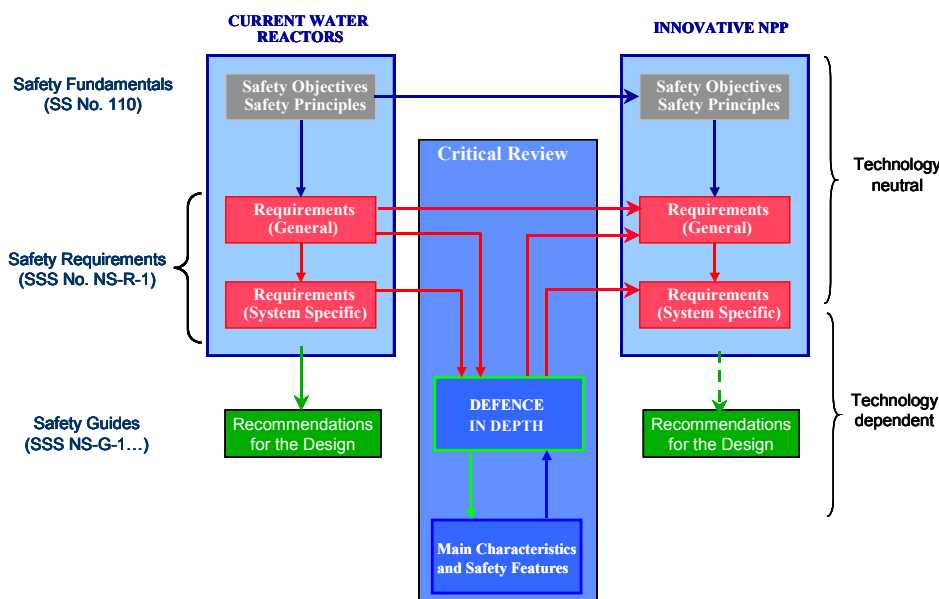 CURRENT WATER
REACTORS
INNOVATIVE NPP
Safety Fundamentals
(SS No. 110)
Safety Objectives
Safety Principles
Safety Objectives
Safety Principles
Critical Review
Technology
neutral
Safety Requirements
(SSS No. NS-R-1)
Requirements
(General)
Requirements
(General)
Requirements
(System Specific)
Requirements
(System Specific)
DEFENCE
IN DEPTH
Safety Guides
(SSS NS-G-1…)
Recommendations
for the Design
Recommendations
for the Design
Technology
dependent
Main Characteristics
and Safety Features